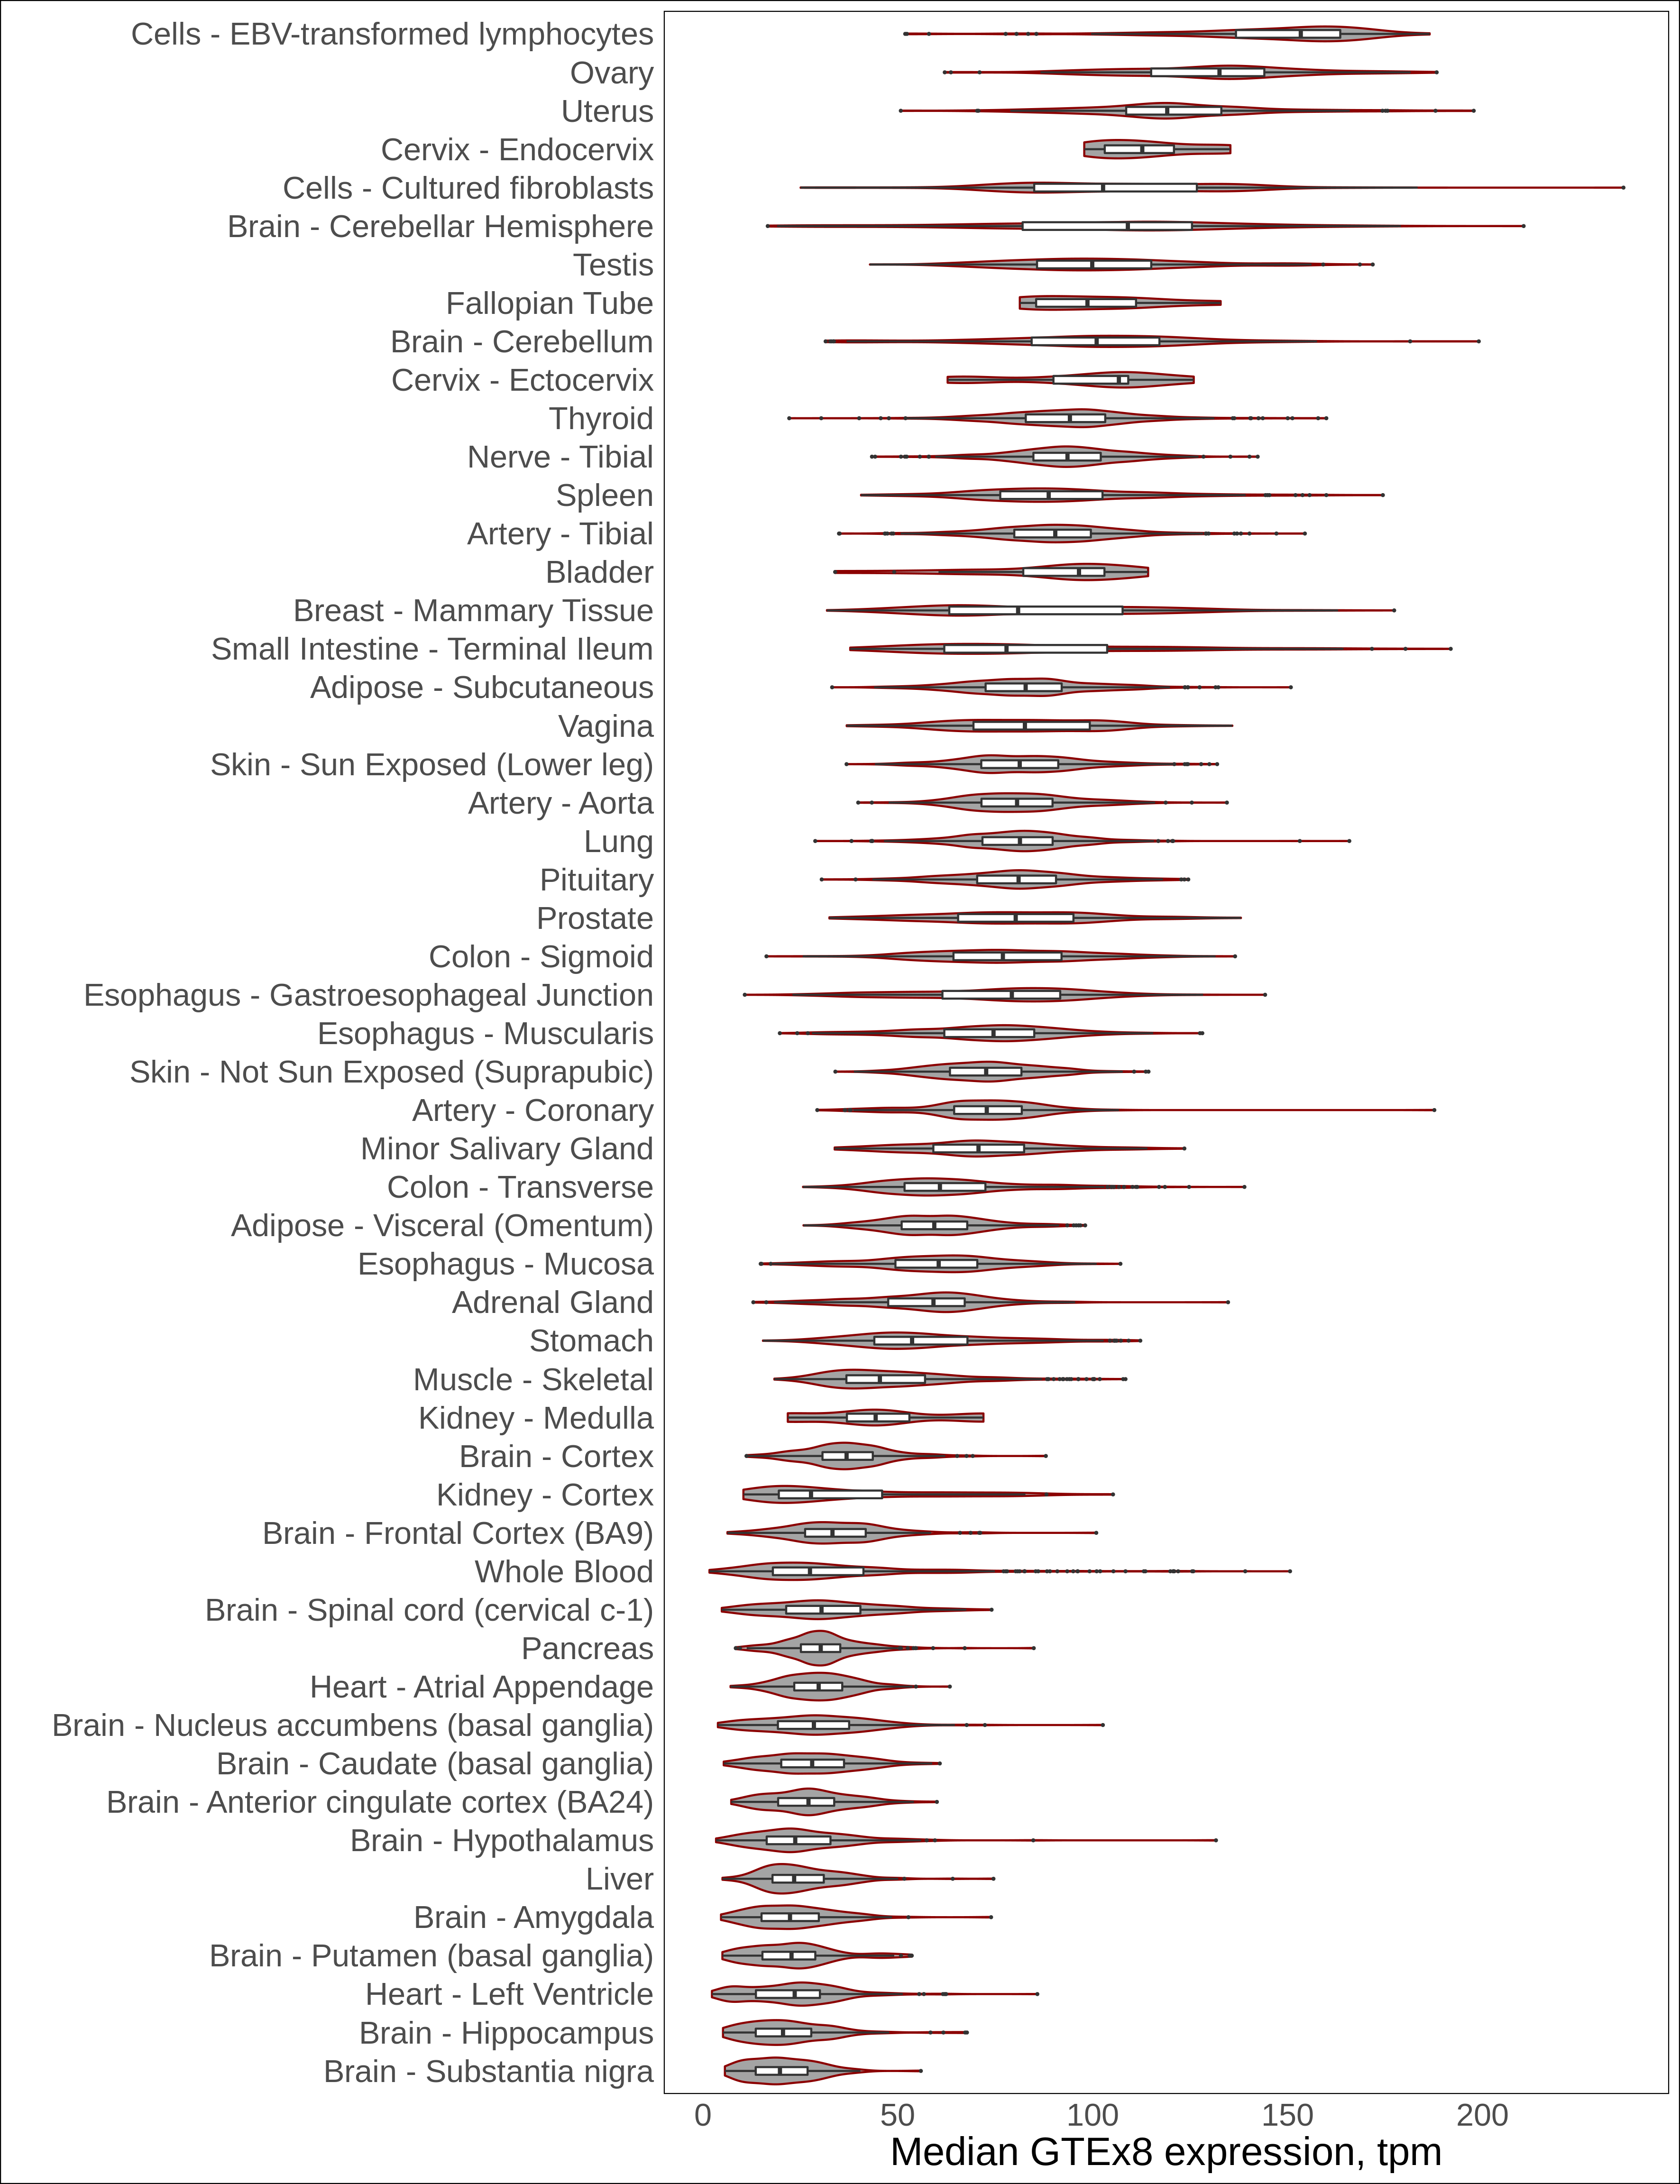 Cells - EBV-transformed lymphocytes
Ovary
Uterus
Cervix - Endocervix
Cells - Cultured fibroblasts
Brain - Cerebellar Hemisphere
Testis
Fallopian Tube
Brain - Cerebellum
Cervix - Ectocervix
Thyroid
Nerve - Tibial
Spleen
Artery - Tibial
Bladder
Breast - Mammary Tissue
Small Intestine - Terminal Ileum
Adipose - Subcutaneous
Vagina
Skin - Sun Exposed (Lower leg)
Artery - Aorta
Lung
Pituitary
Prostate
Colon - Sigmoid
Esophagus - Gastroesophageal Junction
Esophagus - Muscularis
Skin - Not Sun Exposed (Suprapubic)
Artery - Coronary
Minor Salivary Gland
Colon - Transverse
Adipose - Visceral (Omentum)
Esophagus - Mucosa
Adrenal Gland
Stomach
Muscle - Skeletal
Kidney - Medulla
Brain - Cortex
Kidney - Cortex
Brain - Frontal Cortex (BA9)
Whole Blood
Brain - Spinal cord (cervical c-1)
Pancreas
Heart - Atrial Appendage
Brain - Nucleus accumbens (basal ganglia)
Brain - Caudate (basal ganglia)
Brain - Anterior cingulate cortex (BA24)
Brain - Hypothalamus
Liver
Brain - Amygdala
Brain - Putamen (basal ganglia)
Heart - Left Ventricle
Brain - Hippocampus
Brain - Substantia nigra
0 50 100 150 200
Median GTEx8 expression, tpm